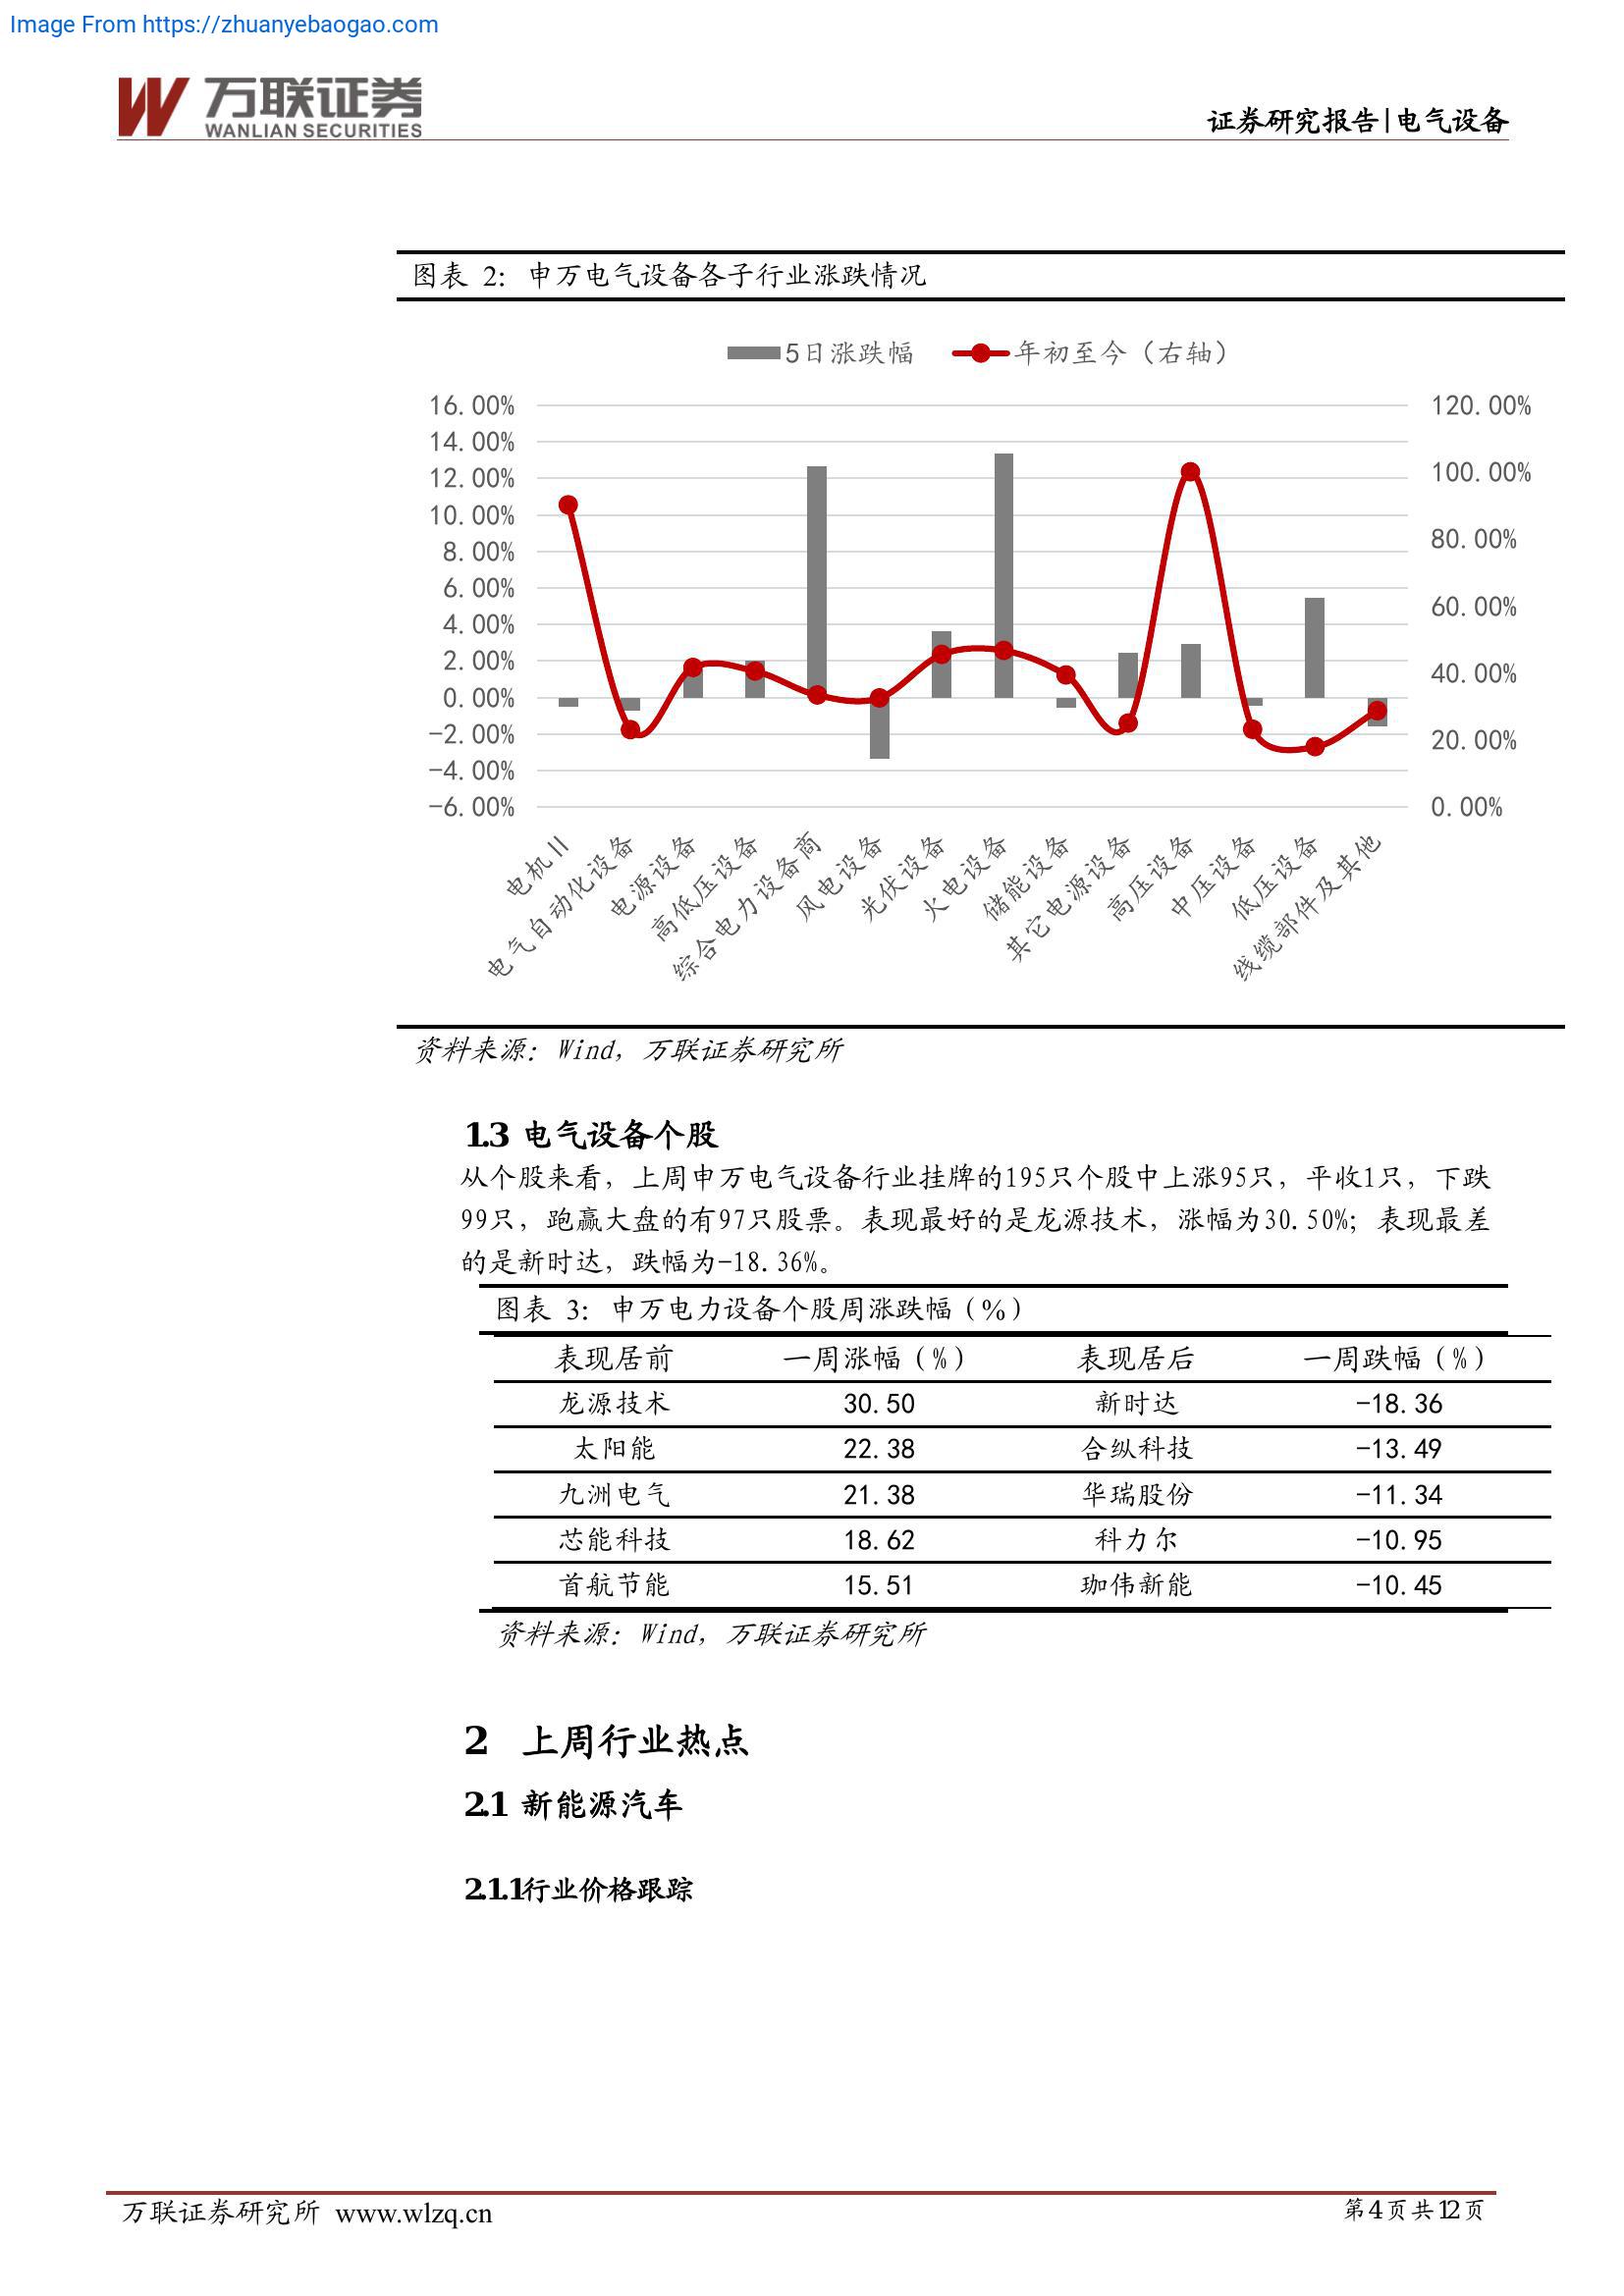 Image From https://zhuanyebaogao.com
万联证券
WANLIAN SECURITIES
证券研究报告|电气设备
图表 2: 申万电气设备各子行业涨跌情况
5日涨跌幅 年初至今（右轴）
16.00% 120.00%
14.00%
12.00% 100.00%
10.00%
8.00% 80.00%
6.00%
4.00% 60.00%
2.00%
0.00% 40.00%
-2.00%
-4.00% 20.00%
-6.00% 0.00%
电机II
电气自动化设备
电源设备
高低压设备
综合电力设备商
风电设备
光伏设备
火电设备
储能设备
其它电源设备
高压设备
中压设备
低压设备
线缆部件及其他
资料来源: Wind, 万联证券研究所
1.3 电气设备个股
从个股来看，上周申万电气设备行业挂牌的195只个股中上涨95只，平收1只，下跌
99只，跑赢大盘的有97只股票。表现最好的是龙源技术，涨幅为30.50%；表现最差
的是新时达，跌幅为-18.36%。
图表 3: 申万电力设备个股周涨跌幅（%）
表现居前 一周涨幅（%） 表现居后 一周跌幅（%）
龙源技术 30.50 新时达 -18.36
太阳能 22.38 合纵科技 -13.49
九洲电气 21.38 华瑞股份 -11.34
芯能科技 18.62 科力尔 -10.95
首航节能 15.51 珈伟新能 -10.45
资料来源: Wind, 万联证券研究所
2 上周行业热点
2.1 新能源汽车
2.1.1行业价格跟踪
万联证券研究所 www.wlzq.cn 第4页共12页